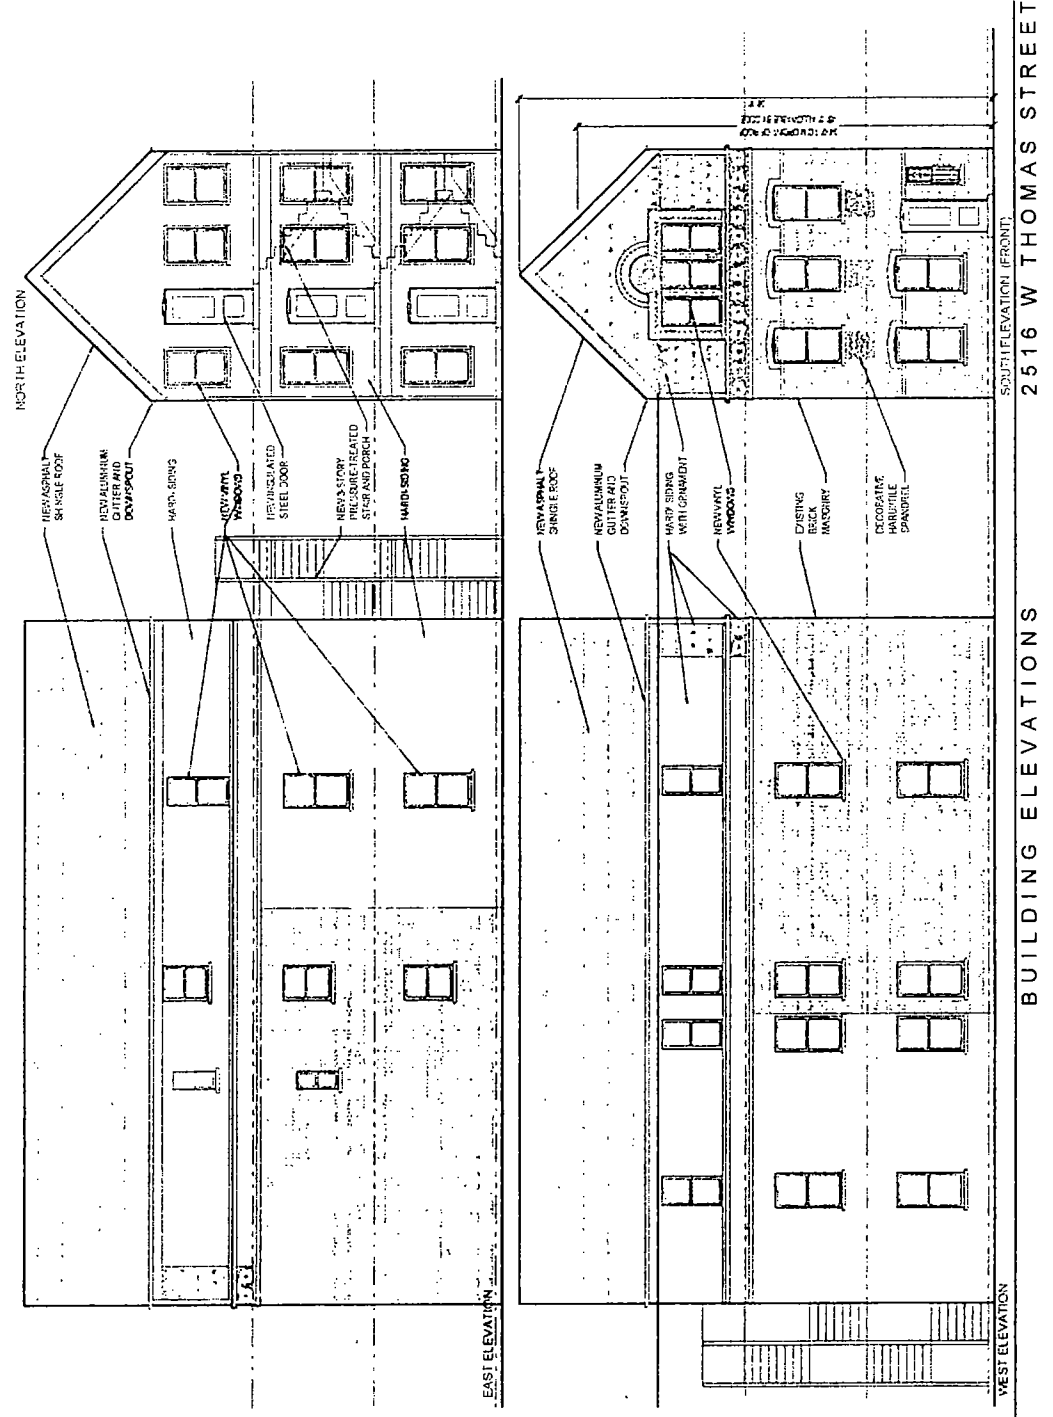 NORTH ELEVATION
NEW ASPHALT
SHINGLE ROOF
NEW ALUMINUM
GUTTER AND
DOWNSPOUT
HARDI-SIDING
NEW VINYL
WINDOWS
NEW INSULATED
STEEL DOOR
NEW 3-STORY
PRESSURE-TREATED
STAIR AND PORCH
HARDI-SIDING
EAST ELEVATION
NEW ASPHALT
SHINGLE ROOF
NEW ALUMINUM
GUTTER AND
DOWNSPOUT
HARDI SIDING
WITH ORNAMENT
NEW VINYL
WINDOWS
EXISTING
BRICK
MASONRY
DECORATIVE
SPANDREL
SOUTH ELEVATION (FRONT)
WEST ELEVATION
BUILDING ELEVATIONS
2516 W THOMAS STREET